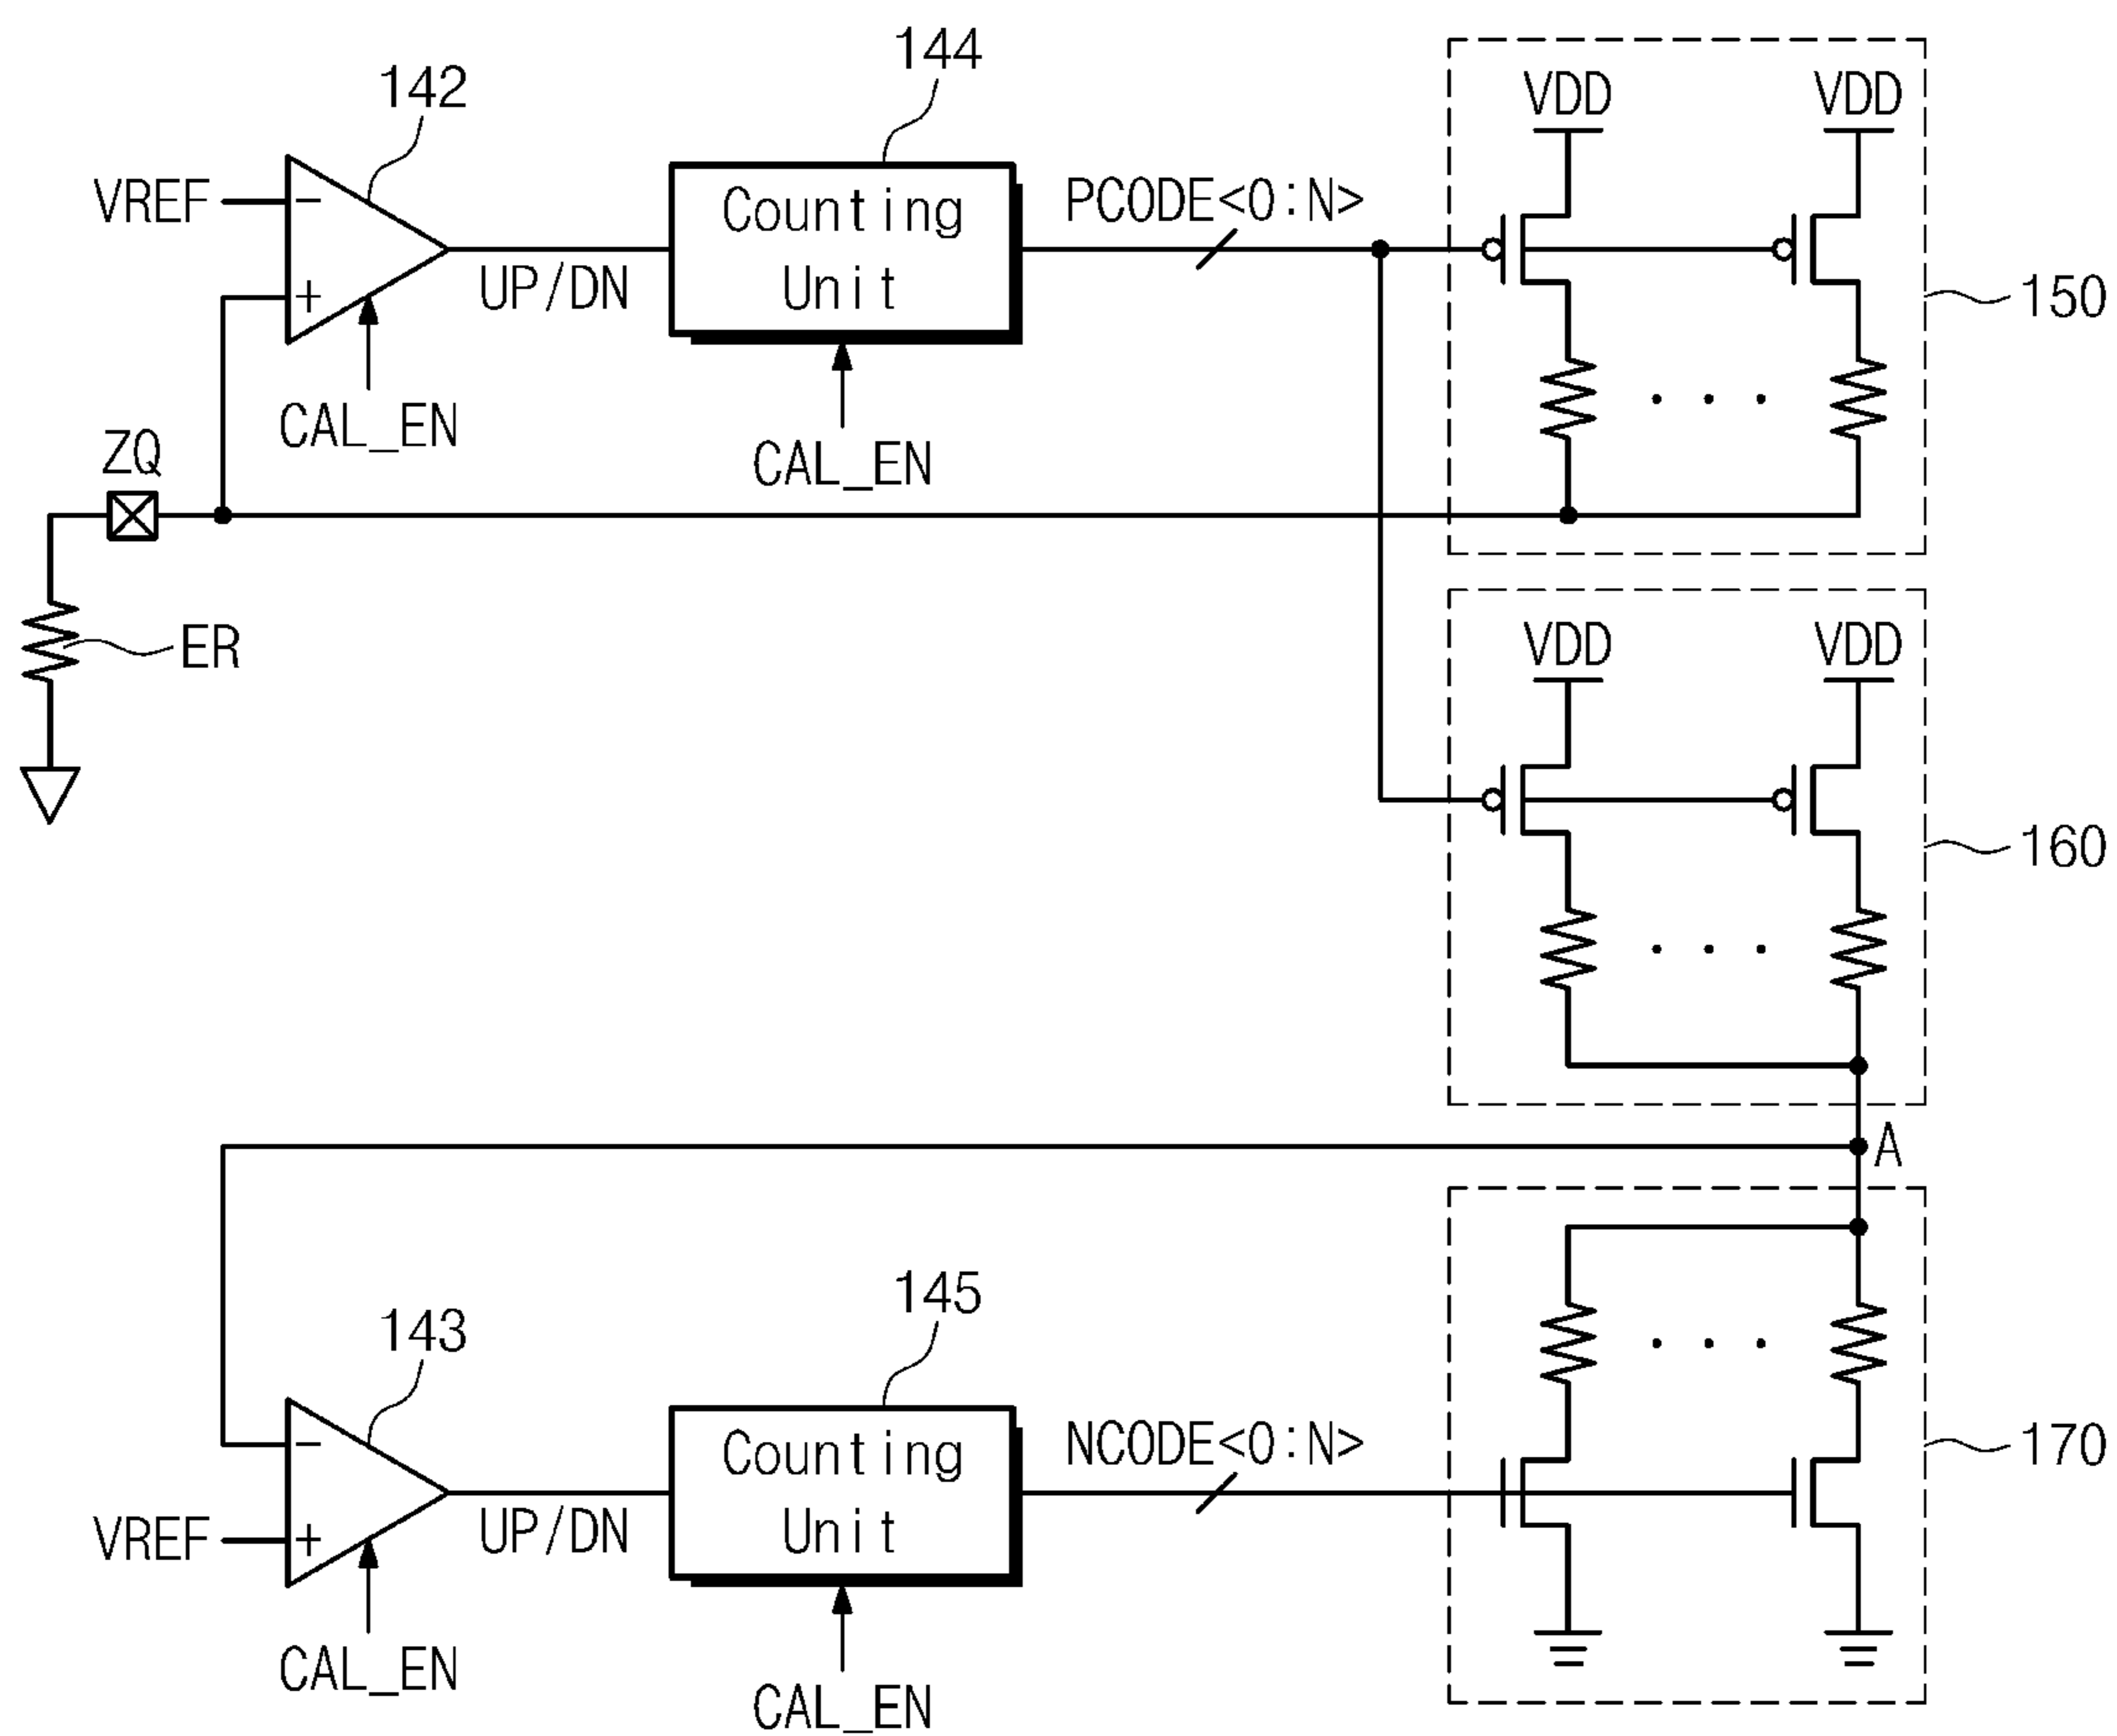 144
142
VDD VDD
VREF
−
Counting
Unit
PCODE<0:N>
+
UP/DN
150
CAL_EN
CAL_EN
ZQ
ER
VDD VDD
160
A
145
143
−
Counting
Unit
NCODE<0:N>
170
VREF
+
UP/DN
CAL_EN
CAL_EN